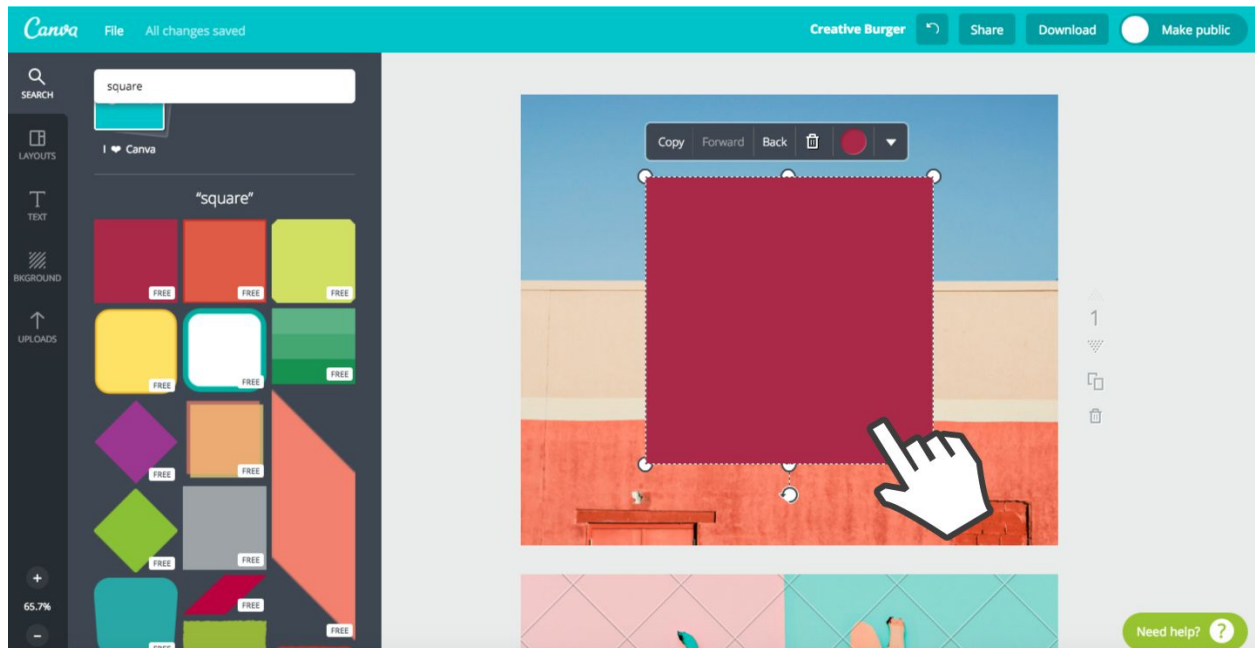 Canva File All changes saved Creative Burger Share Download Make public
SEARCH
LAYOUTS
TEXT
BKGROUND
UPLOADS
+
65.7%
−
square
I ❤ Canva
“square”
FREE FREE FREE
FREE FREE FREE
FREE FREE
FREE FREE
FREE
FREE
FREE
Copy Forward Back
1
Need help? ?